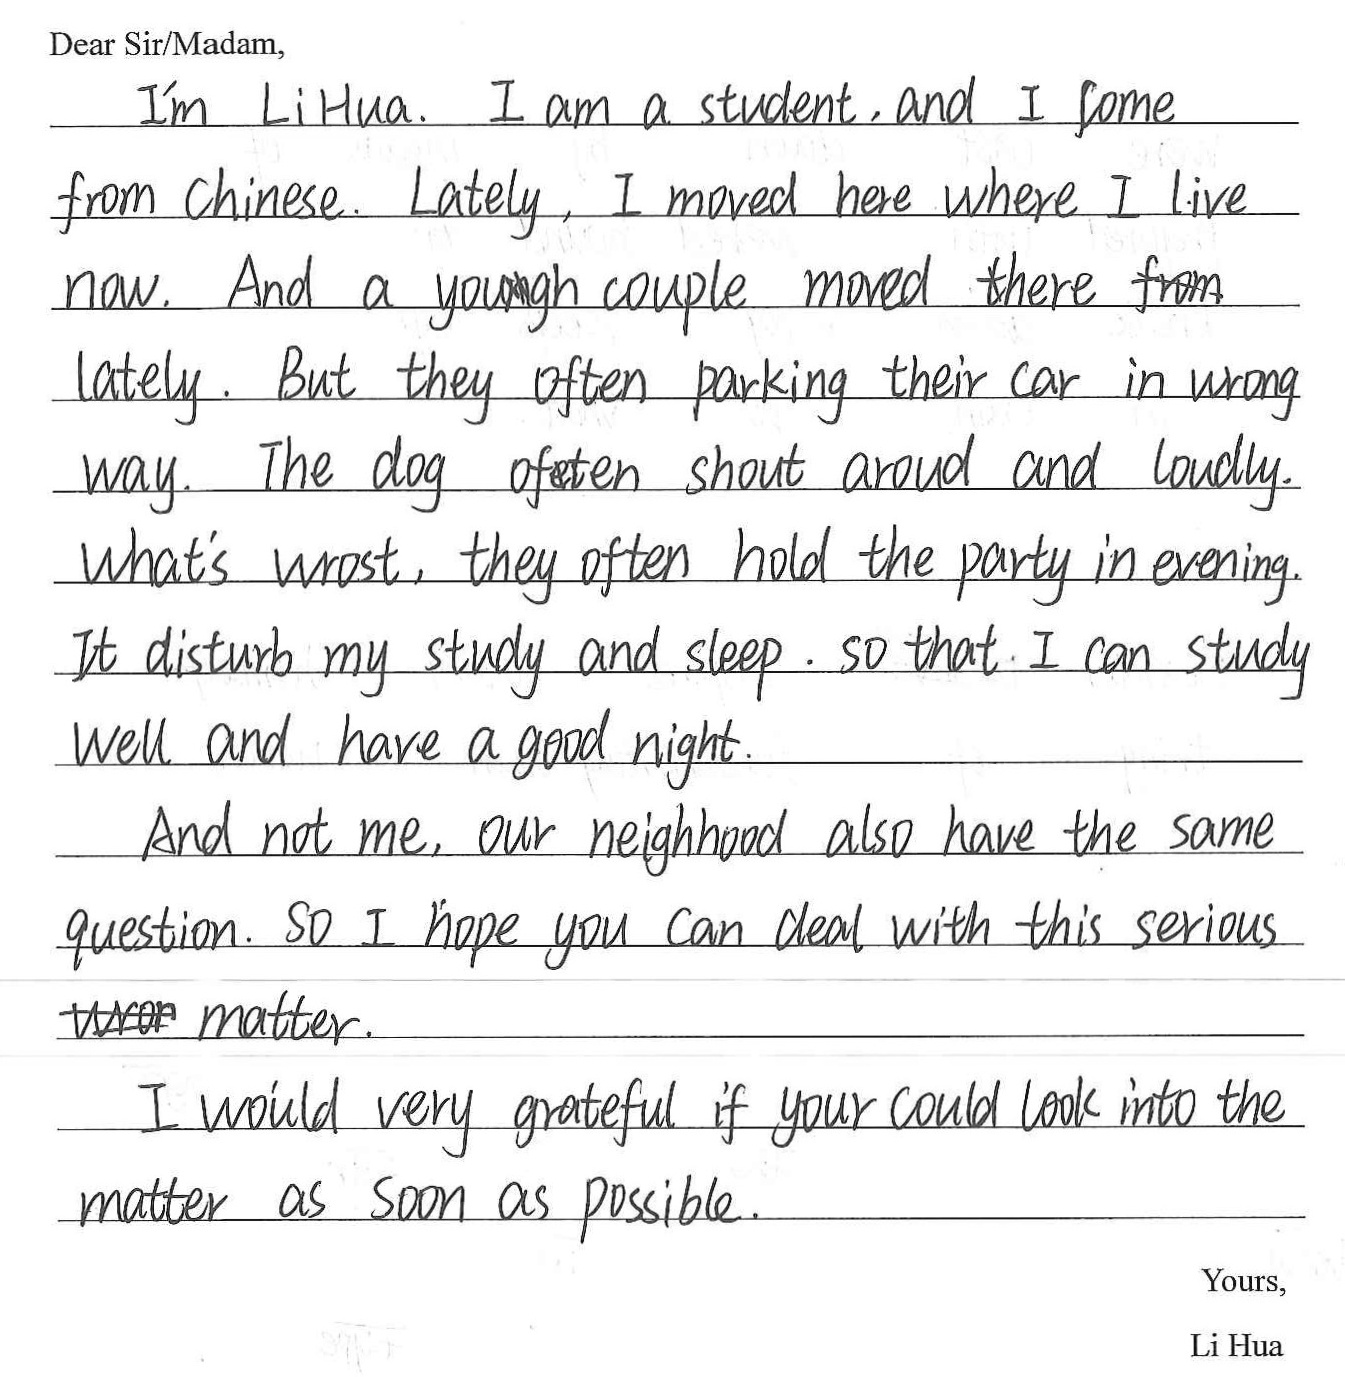 Dear Sir/Madam,
I'm Li Hua. I am a student, and I come
from Chinese. Lately, I moved here where I live
now. And a youngh couple moved there
lately. But they often parking their car in wrong
way. The dog often shout aroud and loudly.
What's wrost, they often hold the party in evening.
It disturb my study and sleep. so that. I can study
well and have a good night.
And not me, our neighhood also have the same
question. So I hope you can deal with this serious
matter.
I would very grateful if your could look into the
matter as soon as possible.
Yours,
Li Hua